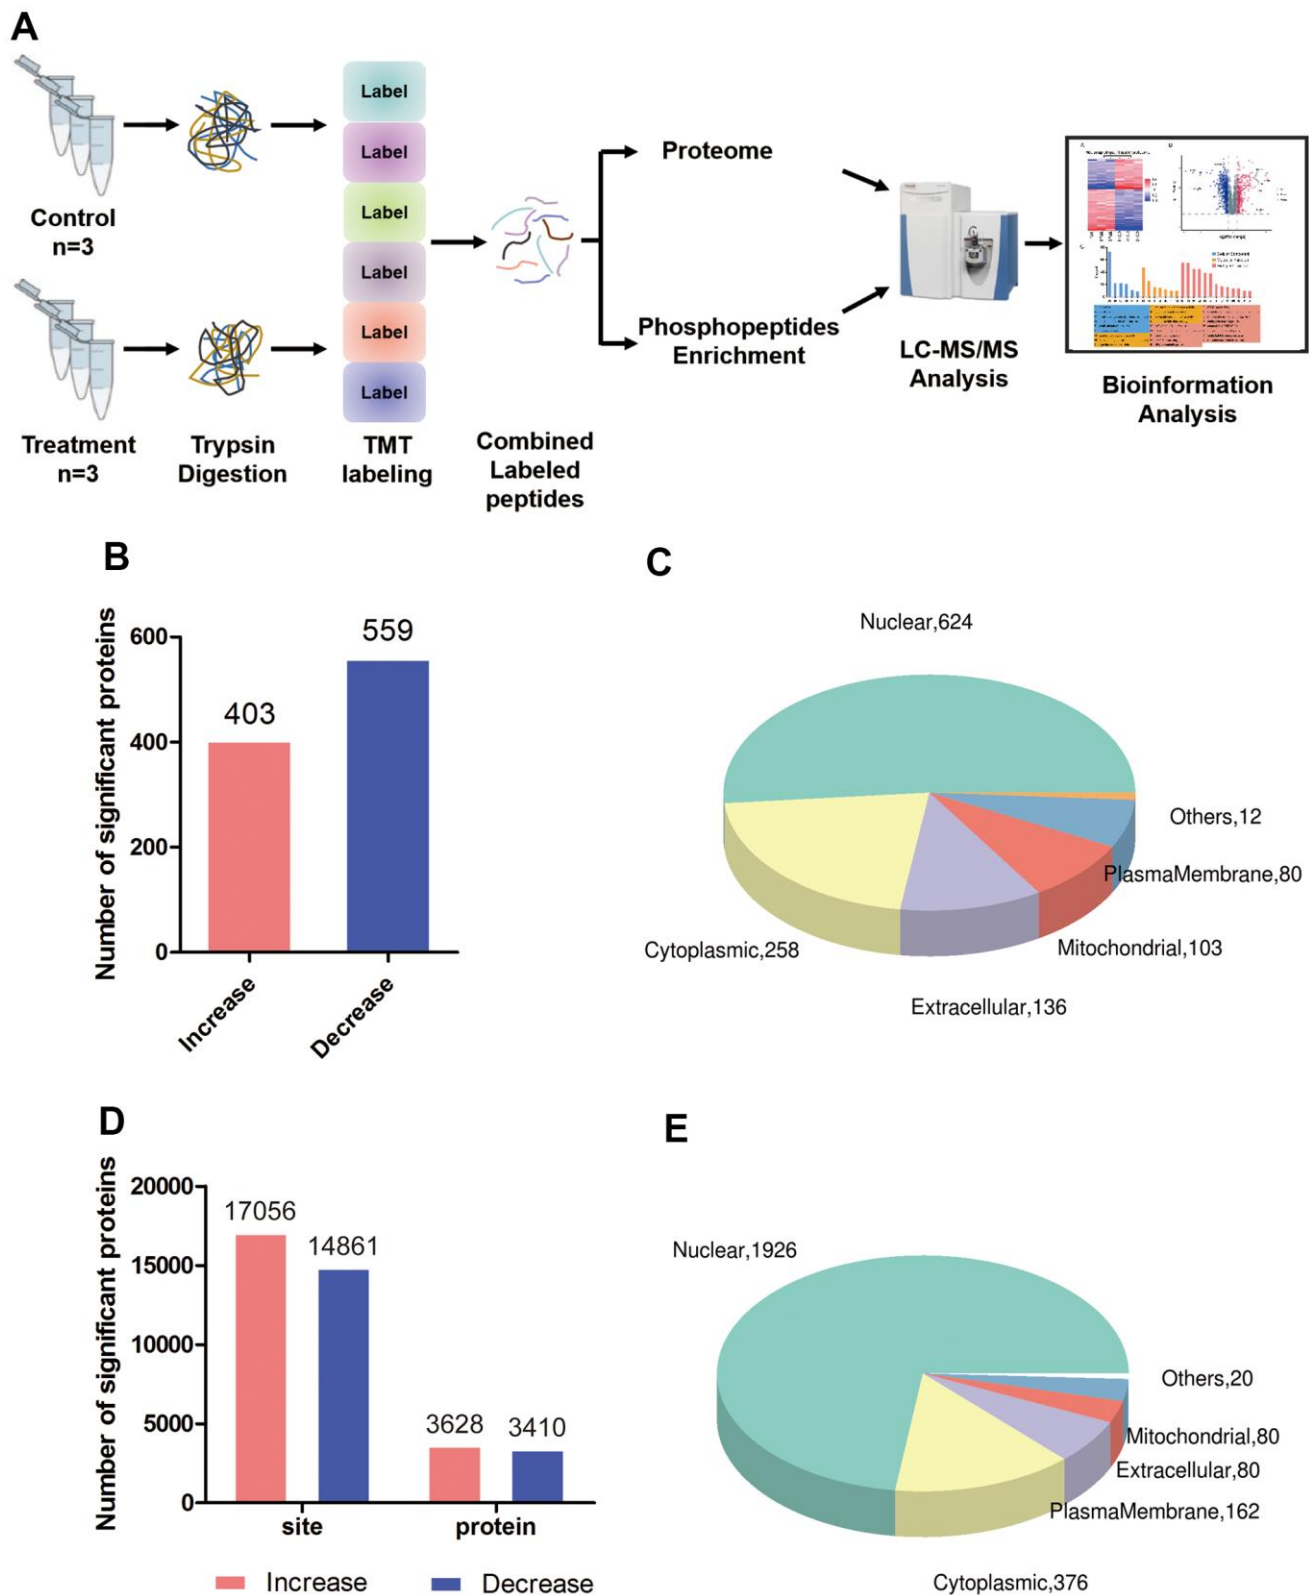 A
Control
n=3
Treatment
n=3
Trypsin
Digestion
Label
Label
Label
Label
Label
Label
TMT
labeling
Combined
Labeled
peptides
Proteome
Phosphopeptides
Enrichment
LC-MS/MS
Analysis
Bioinformation
Analysis
B
Number of significant proteins
600
400
200
0
403
559
Increase
Decrease
C
Nuclear,624
Others,12
PlasmaMembrane,80
Mitochondrial,103
Extracellular,136
Cytoplasmic,258
D
Number of significant proteins
20000
15000
10000
5000
0
17056
14861
3628
3410
site
protein
Increase
Decrease
E
Nuclear,1926
Others,20
Mitochondrial,80
Extracellular,80
PlasmaMembrane,162
Cytoplasmic,376